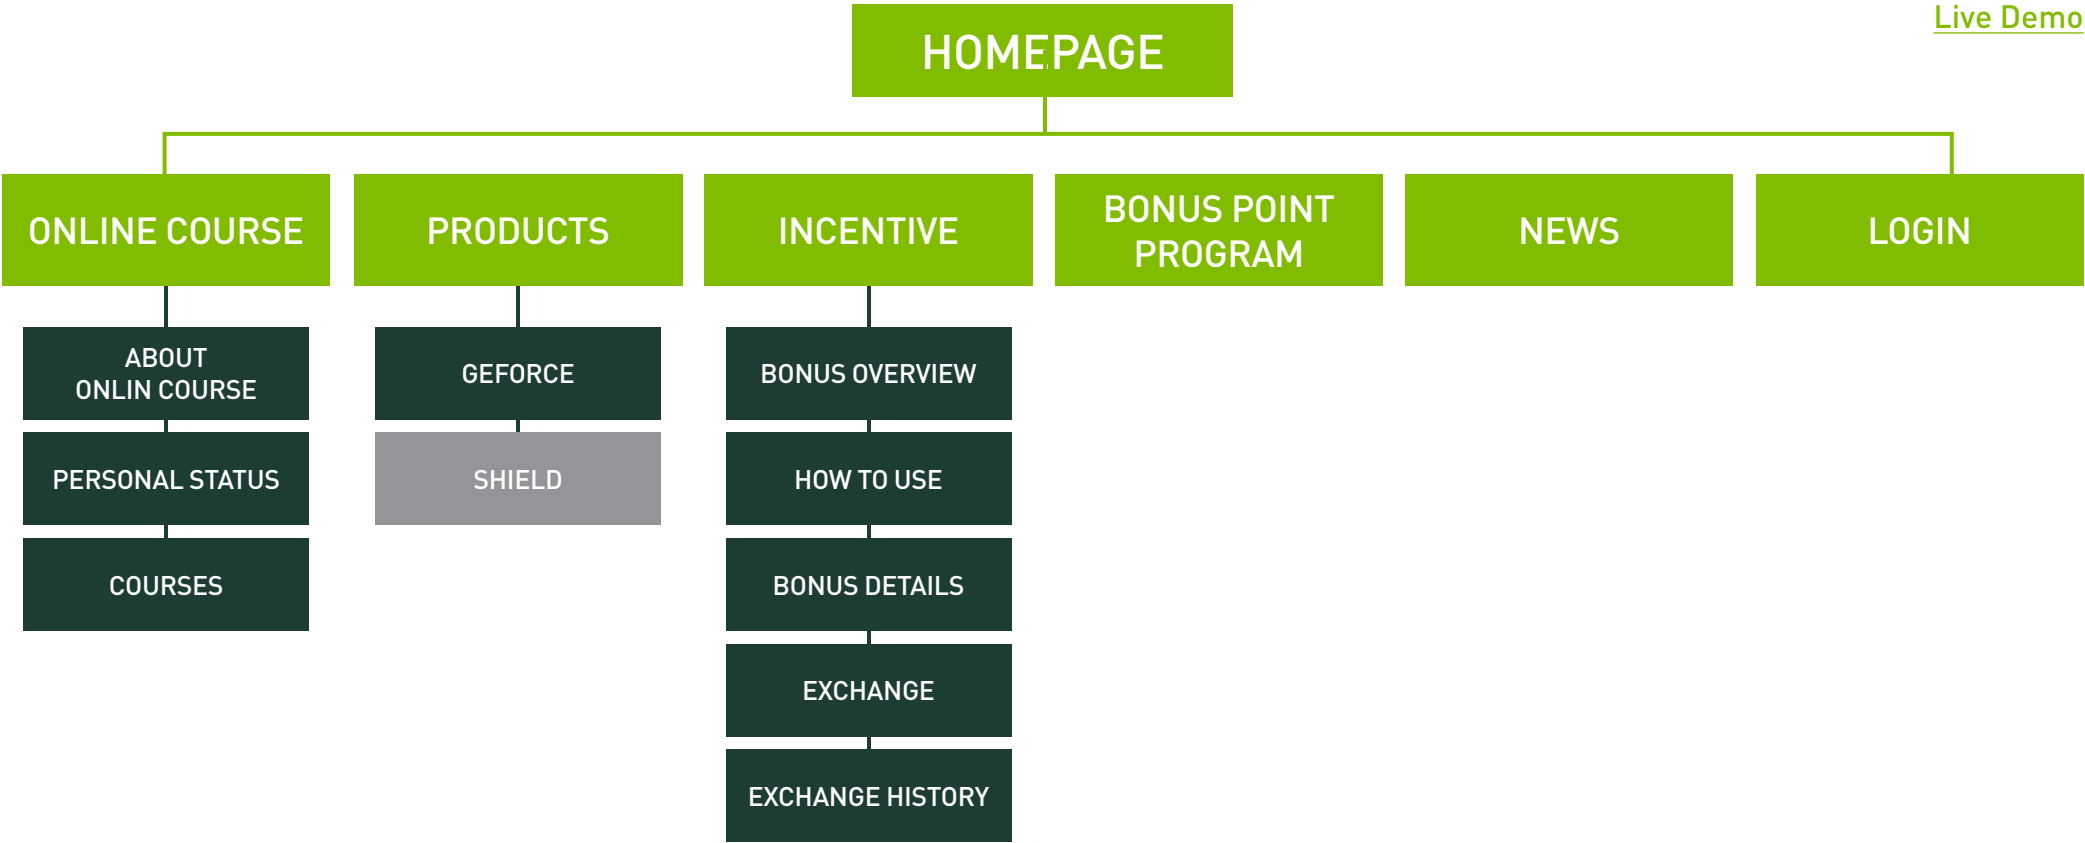 Live Demo
HOMEPAGE
ONLINE COURSE
PRODUCTS
INCENTIVE
BONUS POINT
PROGRAM
NEWS
LOGIN
ABOUT
ONLIN COURSE
PERSONAL STATUS
COURSES
GEFORCE
SHIELD
BONUS OVERVIEW
HOW TO USE
BONUS DETAILS
EXCHANGE
EXCHANGE HISTORY